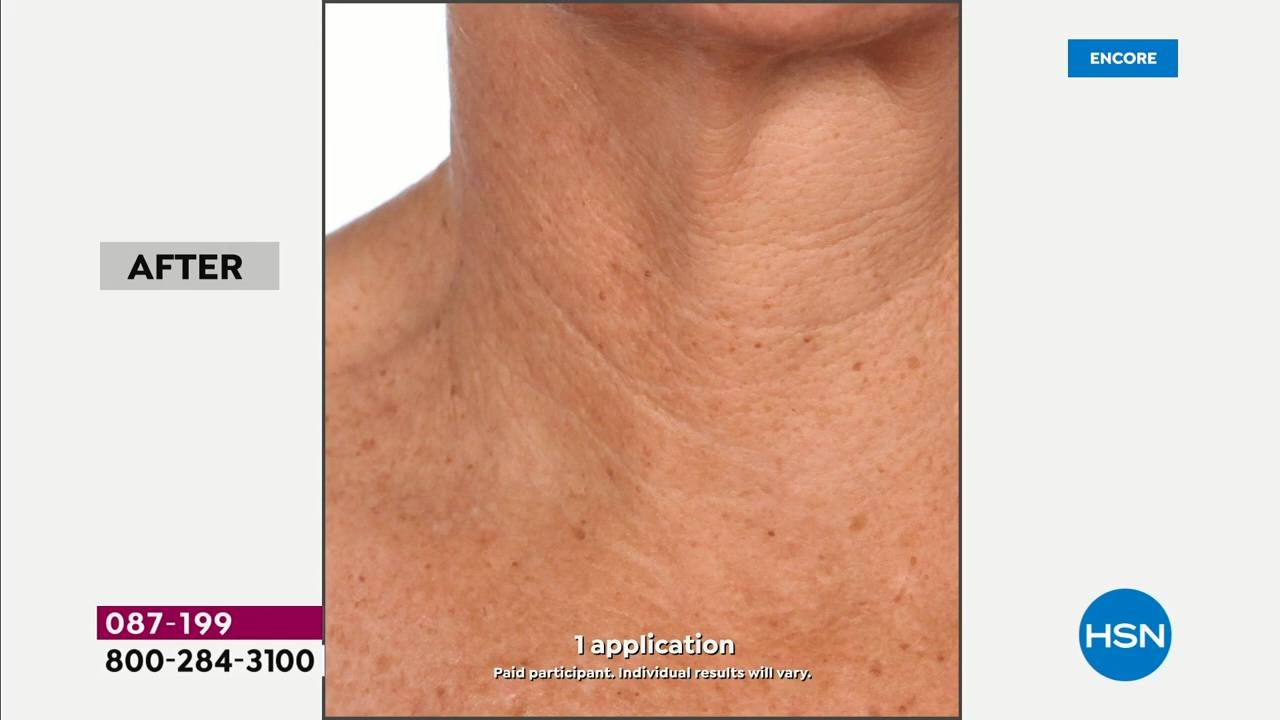 ENCORE
AFTER
087-199
800-284-3100
1 application
Paid participant. Individual results will vary.
HSN